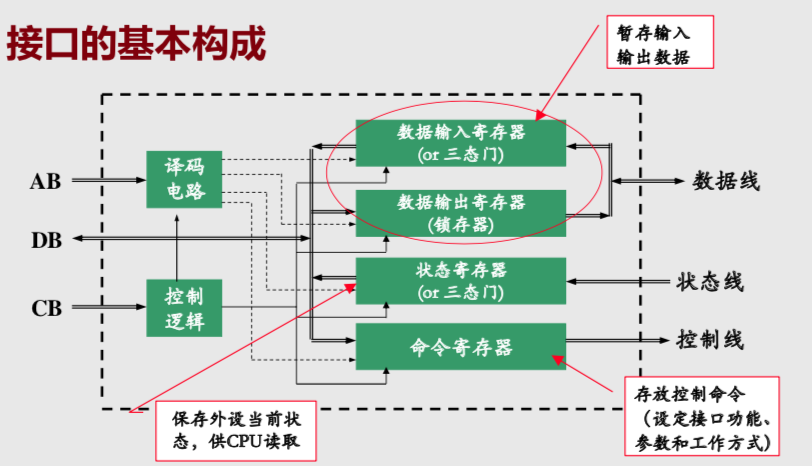 接口的基本构成
暂存输入
输出数据
AB
DB
CB
译码
电路
控制
逻辑
数据输入寄存器
(or 三态门)
数据输出寄存器
(锁存器)
状态寄存器
(or 三态门)
命令寄存器
数据线
状态线
控制线
保存外设当前状
态，供CPU读取
存放控制命令
（设定接口功能、
参数和工作方式）